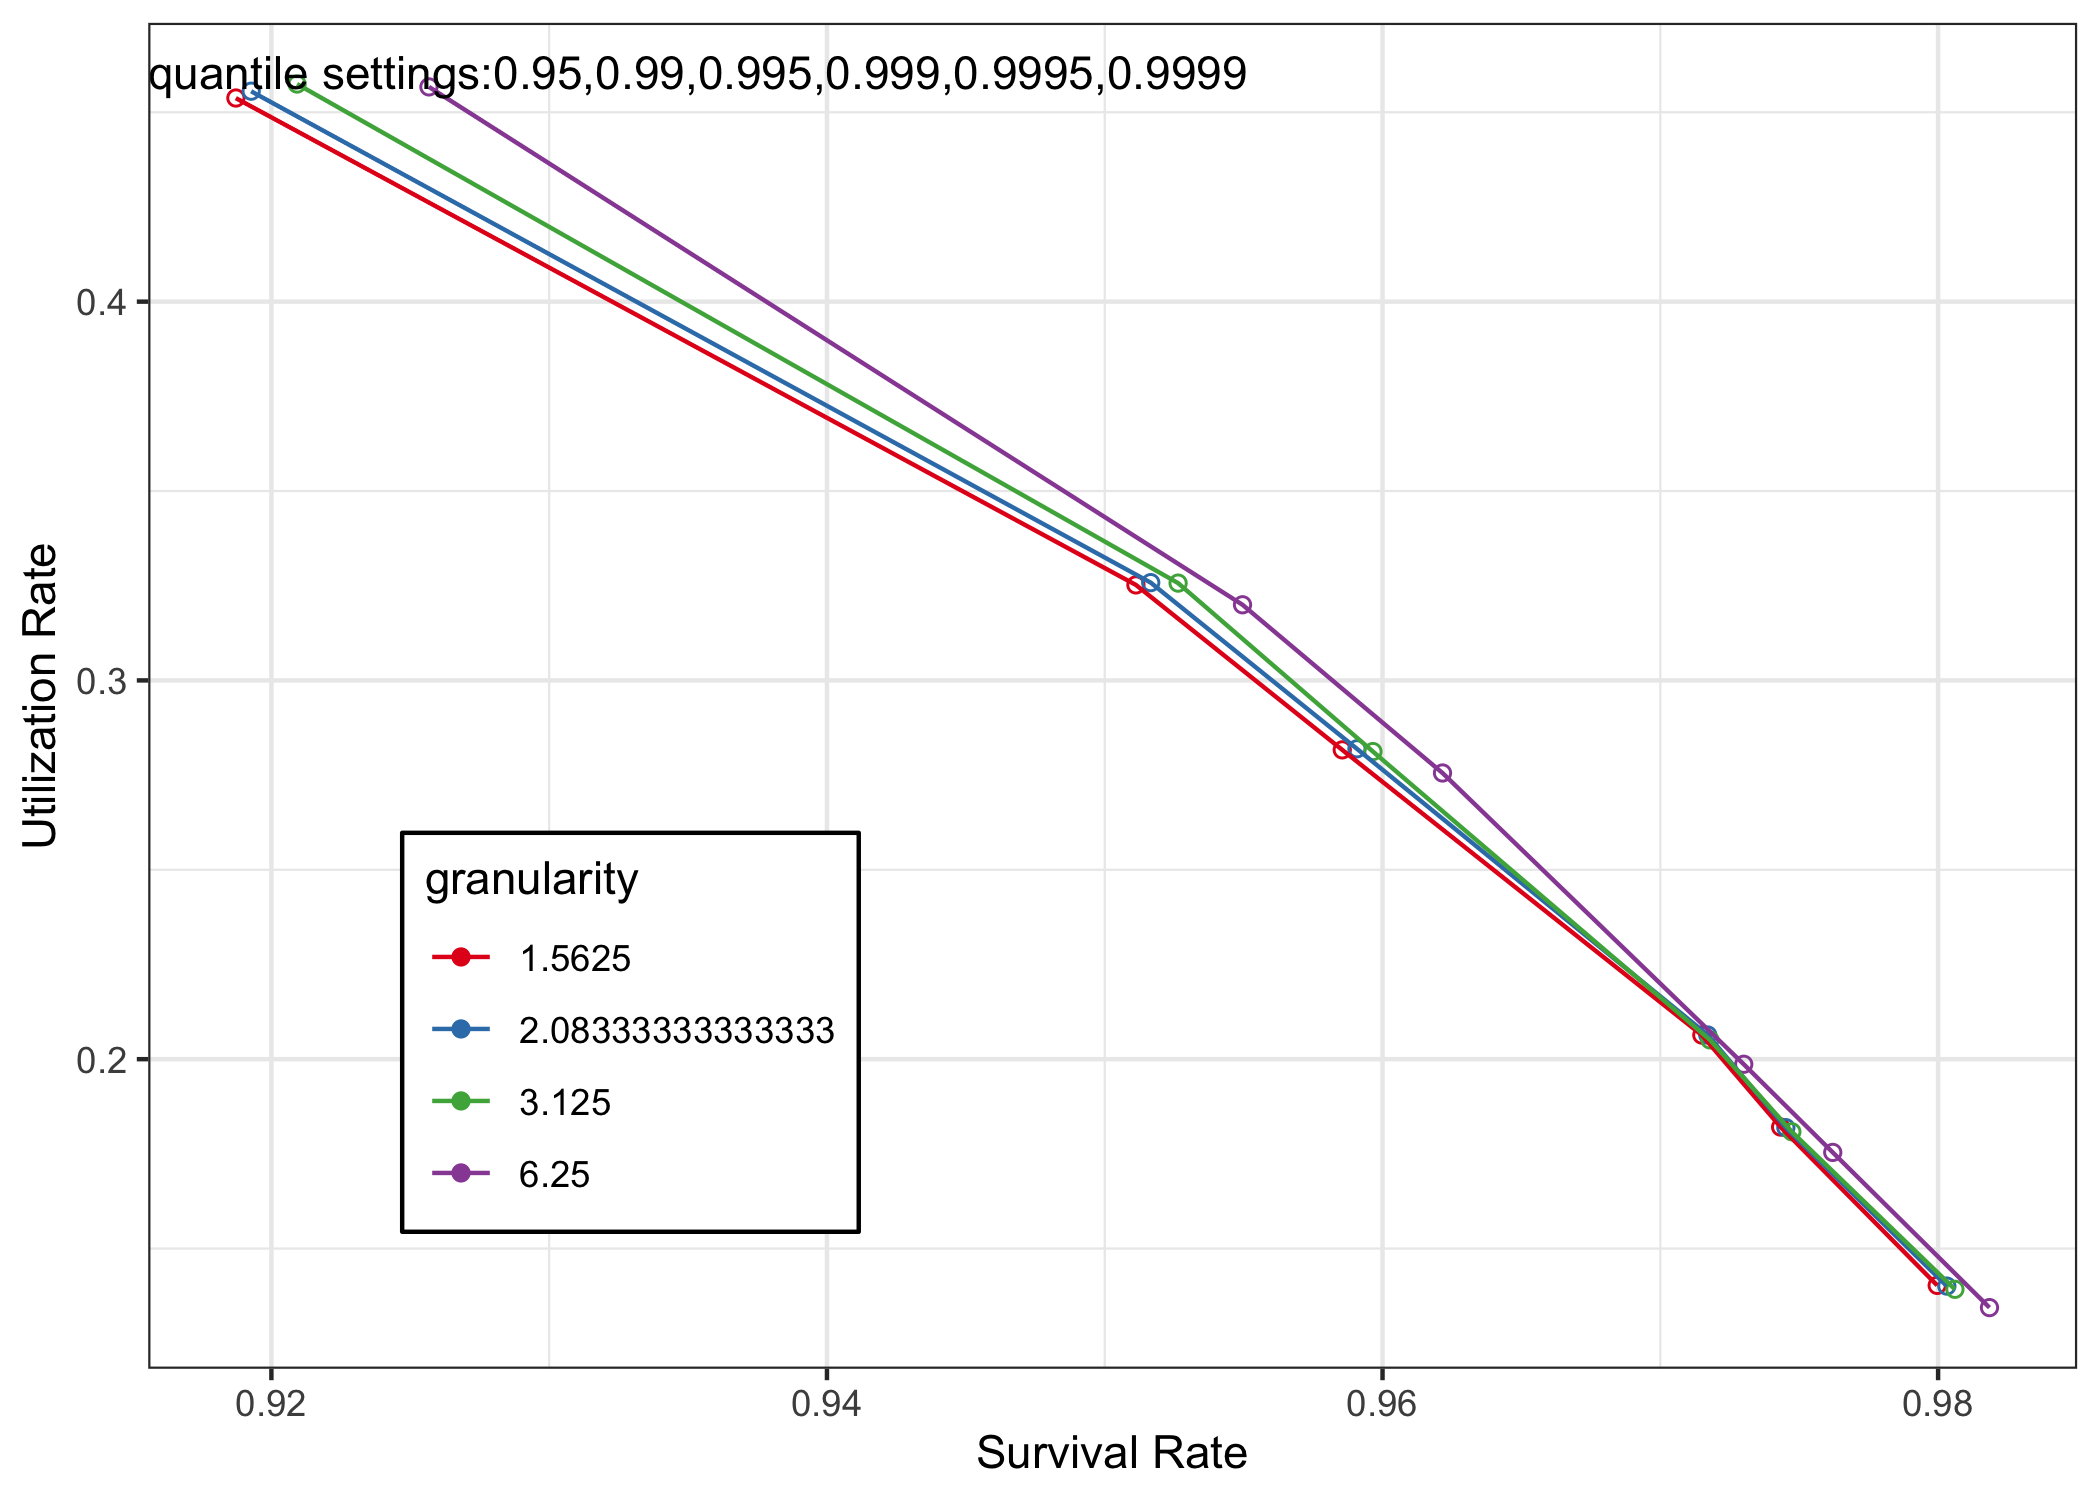 quantile settings:0.95,0.99,0.995,0.999,0.9995,0.9999
0.4
0.3
0.2
Utilization Rate
granularity
1.5625
2.08333333333333
3.125
6.25
0.92 0.94 0.96 0.98
Survival Rate